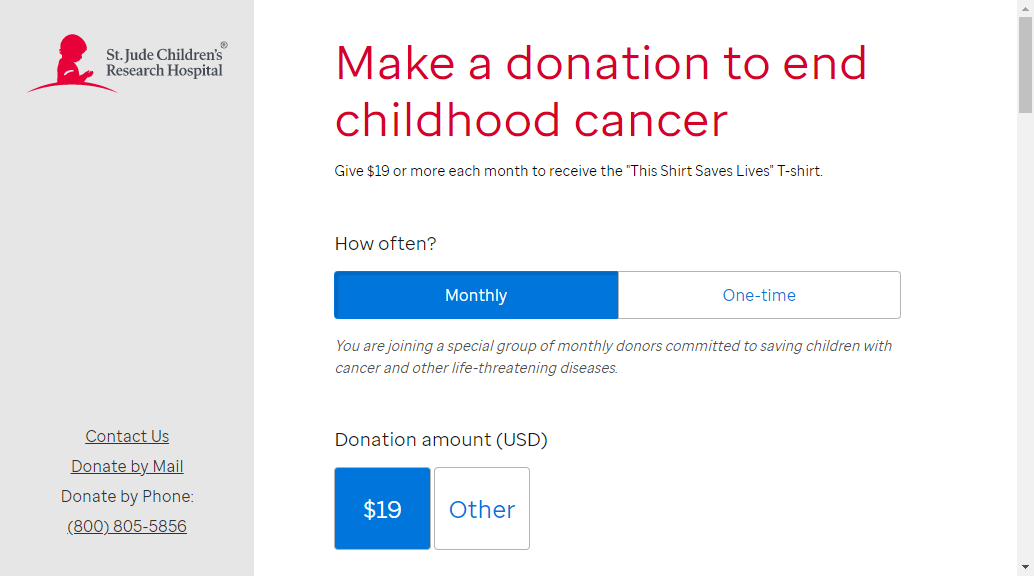 St. Jude Children's®
Research Hospital
Make a donation to end
childhood cancer
Give $19 or more each month to receive the "This Shirt Saves Lives" T-shirt.
How often?
Monthly
One-time
You are joining a special group of monthly donors committed to saving children with
cancer and other life-threatening diseases.
Donation amount (USD)
$19
Other
Contact Us
Donate by Mail
Donate by Phone:
(800) 805-5856